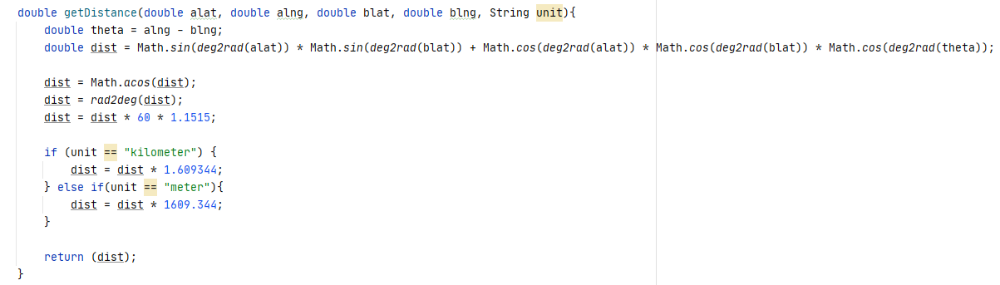 double getDistance(double alat, double alng, double blat, double blng, String unit){
    double theta = alng - blng;
    double dist = Math.sin(deg2rad(alat)) * Math.sin(deg2rad(blat)) + Math.cos(deg2rad(alat)) * Math.cos(deg2rad(blat)) * Math.cos(deg2rad(theta));
    dist = Math.acos(dist);
    dist = rad2deg(dist);
    dist = dist * 60 * 1.1515;
    if (unit == "kilometer") {
        dist = dist * 1.609344;
    } else if(unit == "meter"){
        dist = dist * 1609.344;
    }
    return (dist);
}